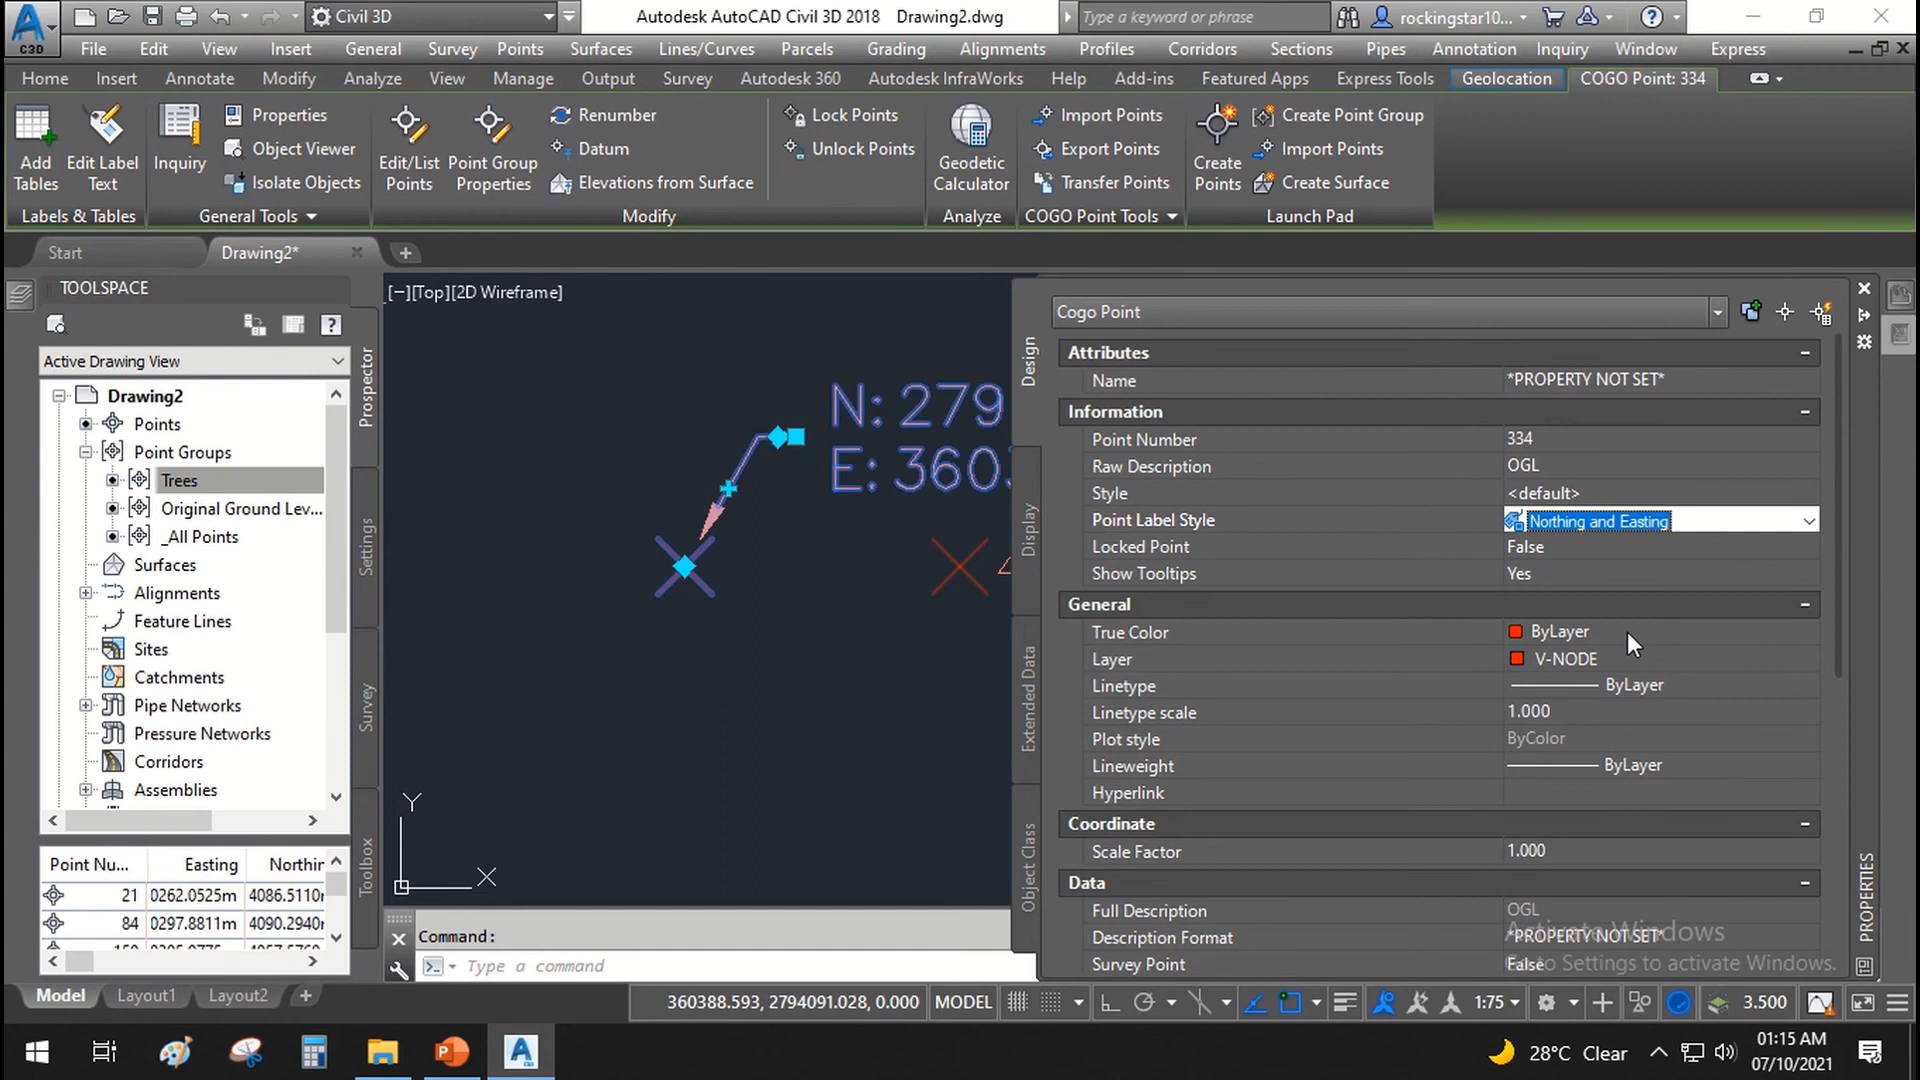 C3D
Civil 3D
Autodesk AutoCAD Civil 3D 2018 Drawing2.dwg
Type a keyword or phrase
rockingstar10...
File Edit View Insert General Survey Points Surfaces Lines/Curves Parcels Grading Alignments Profiles Corridors Sections Pipes Annotation Inquiry Window Express
Home Insert Annotate Modify Analyze View Manage Output Survey Autodesk 360 Autodesk InfraWorks Help Add-ins Featured Apps Express Tools Geolocation COGO Point: 334
Add Tables
Edit Label Text
Inquiry
Properties
Object Viewer
Isolate Objects
Edit/List Points
Point Group Properties
Renumber
Datum
Elevations from Surface
Lock Points
Unlock Points
Geodetic Calculator
Import Points
Export Points
Transfer Points
Create Points
Create Point Group
Import Points
Create Surface
Labels & Tables
General Tools
Modify
Analyze
COGO Point Tools
Launch Pad
Start
Drawing2*
TOOLSPACE
Active Drawing View
Drawing2
Points
Point Groups
Trees
Original Ground Lev...
_All Points
Surfaces
Alignments
Feature Lines
Sites
Catchments
Pipe Networks
Pressure Networks
Corridors
Assemblies
Prospector
Settings
Survey
Toolbox
Point Nu... Easting Northin
21 0262.0525m 4086.5110
84 0297.8811m 4090.2940
[−][Top][2D Wireframe]
N: 279
E: 360
Y
X
Command:
Type a command
Design
Display
Extended Data
Object Class
Cogo Point
Attributes
Name *PROPERTY NOT SET*
Information
Point Number 334
Raw Description OGL
Style <default>
Point Label Style Northing and Easting
Locked Point False
Show Tooltips Yes
General
True Color ByLayer
Layer V-NODE
Linetype ByLayer
Linetype scale 1.000
Plot style ByColor
Lineweight ByLayer
Hyperlink
Coordinate
Scale Factor 1.000
Data
Full Description OGL
Description Format *PROPERTY NOT SET*
Survey Point False
PROPERTIES
Activate Windows
Go to Settings to activate Windows.
Model Layout1 Layout2
360388.593, 2794091.028, 0.000 MODEL
1:75
3.500
28°C Clear
01:15 AM
07/10/2021